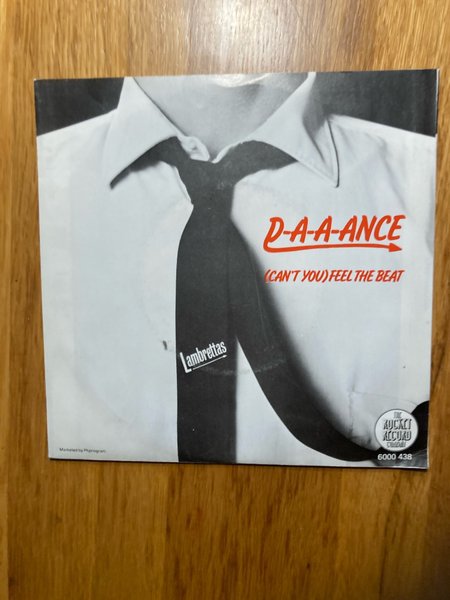 D-A-A-ANCE
(CAN'T YOU) FEEL THE BEAT
Lambrettas
THE
ROCKET
RECORD
COMPANY
Marketed by Phonogram
6000 438